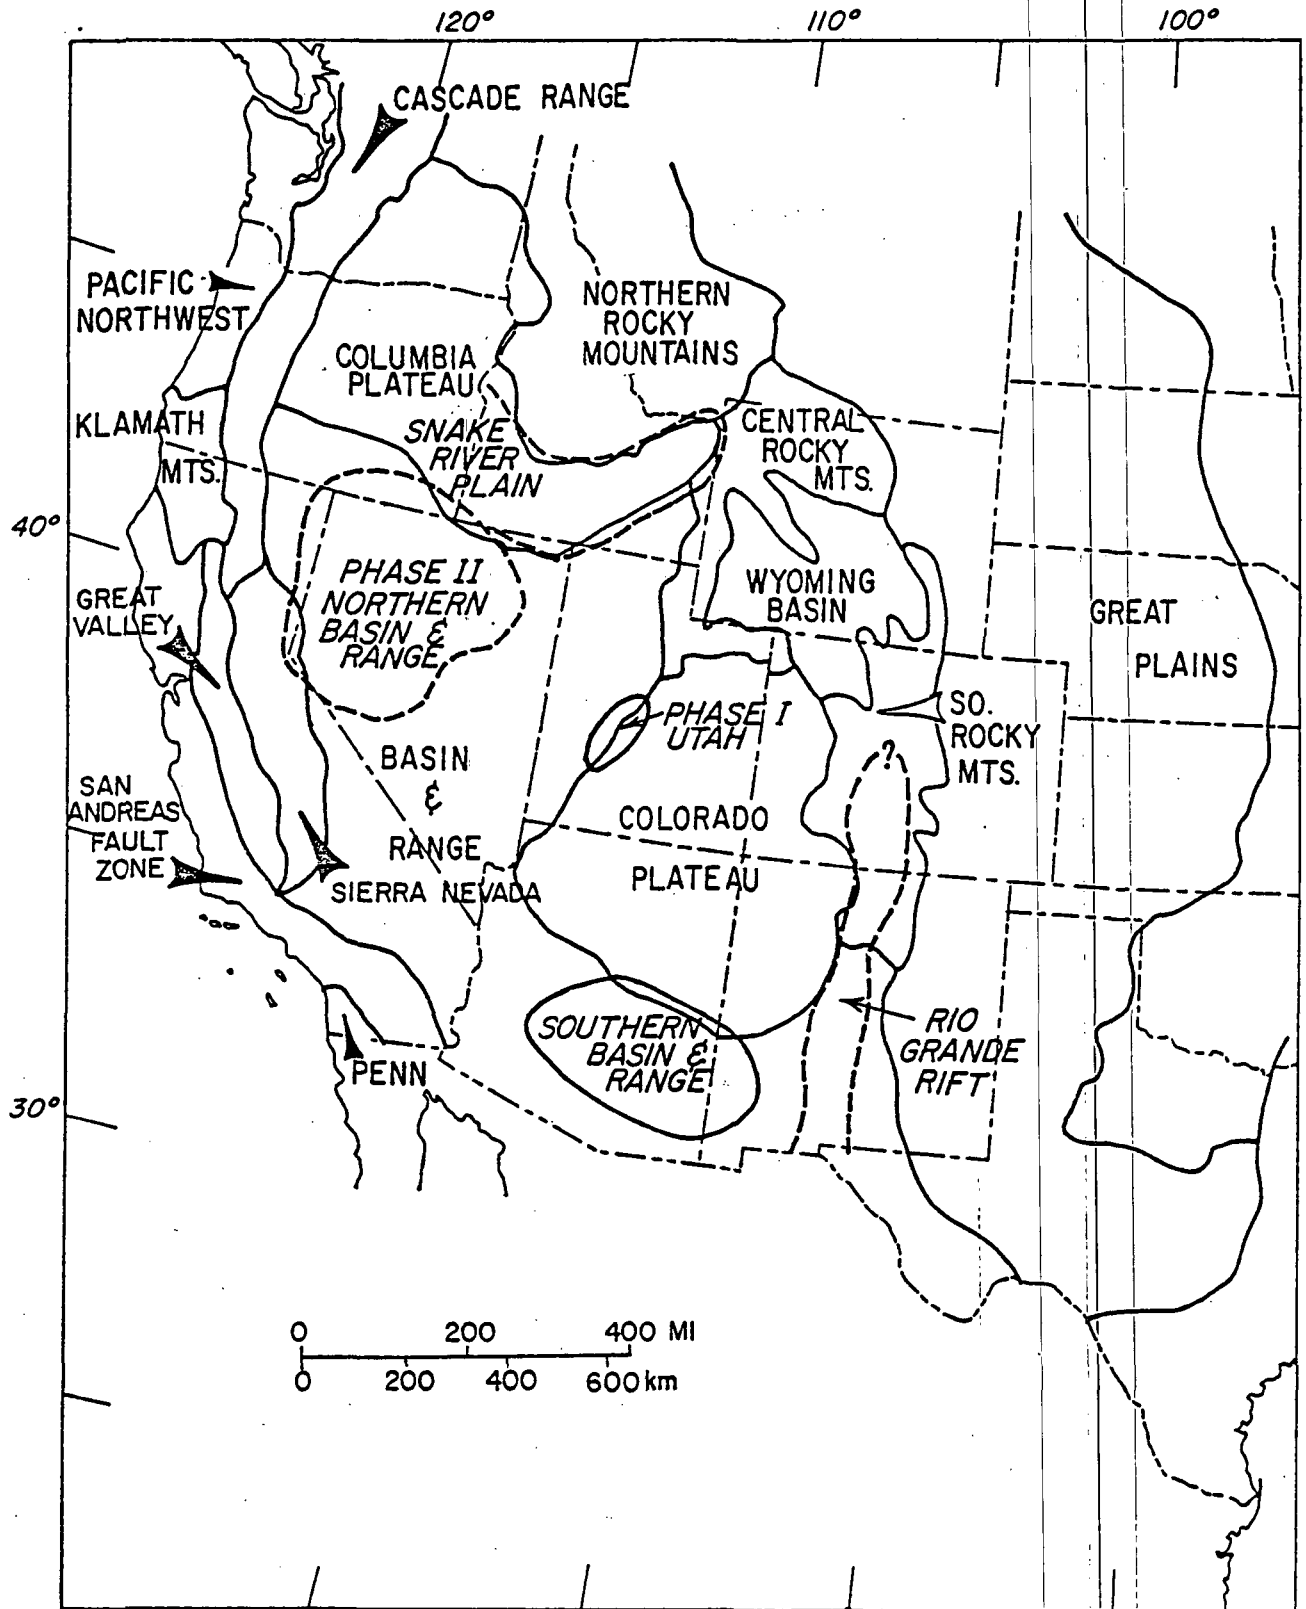 120°
110°
100°
CASCADE RANGE
PACIFIC
NORTHWEST
NORTHERN
ROCKY
MOUNTAINS
COLUMBIA
PLATEAU
KLAMATH
MTS.
SNAKE
RIVER
PLAIN
CENTRAL
ROCKY
MTS.
40°
PHASE II
NORTHERN
BASIN &
RANGE
WYOMING
BASIN
GREAT
VALLEY
GREAT
PLAINS
PHASE I
UTAH
SO.
ROCKY
MTS.
?
BASIN
&
RANGE
SAN
ANDREAS
FAULT
ZONE
COLORADO
PLATEAU
SIERRA NEVADA
SOUTHERN
BASIN &
RANGE
RIO
GRANDE
RIFT
PENN
30°
0 200 400 MI
0 200 400 600 km